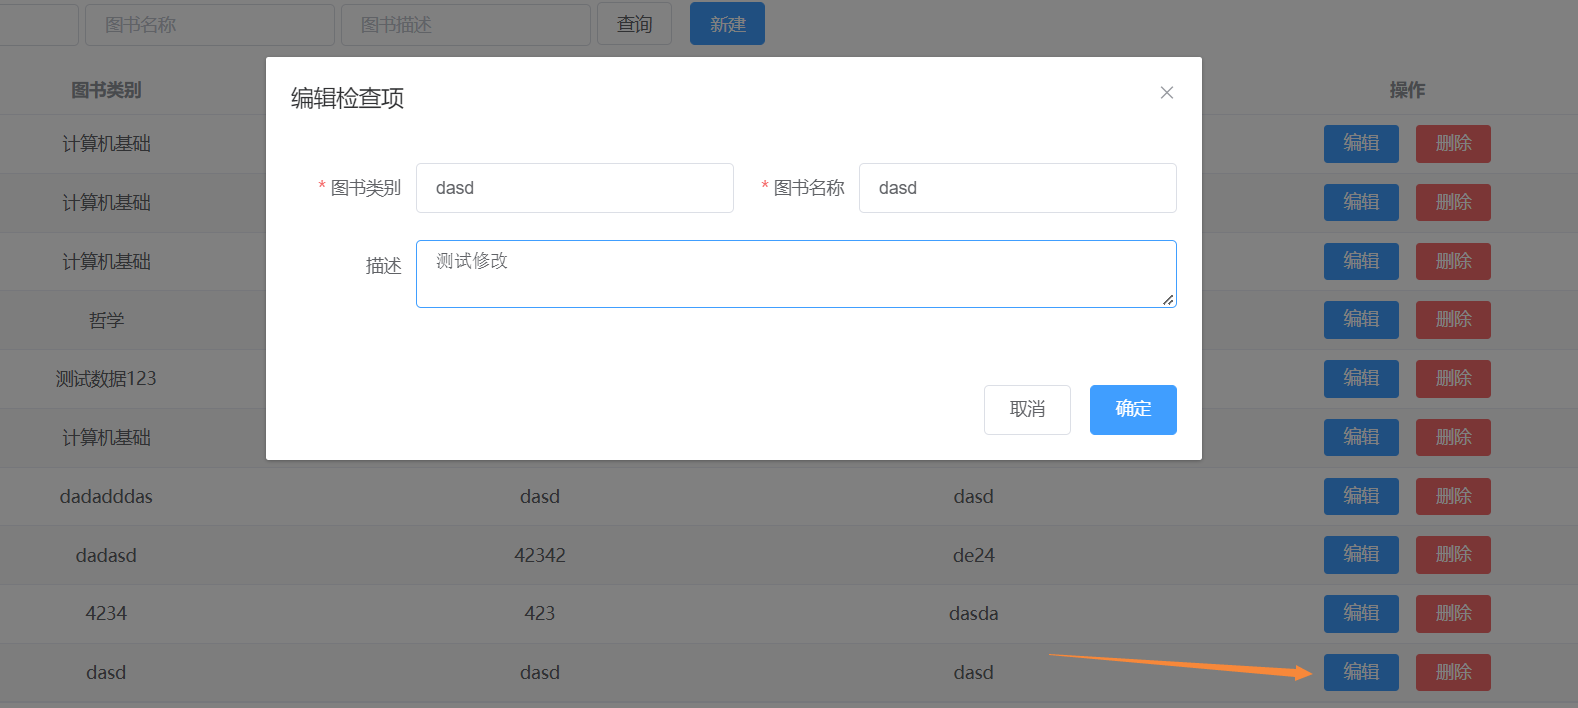 图书名称 图书描述 查询 新建
图书类别 操作
编辑检查项
计算机基础 编辑 删除
* 图书类别 dasd * 图书名称 dasd
计算机基础 编辑 删除
描述 测试修改
计算机基础 编辑 删除
哲学 编辑 删除
测试数据123 编辑 删除
取消 确定
计算机基础 编辑 删除
dadadddas dasd dasd 编辑 删除
dadasd 42342 de24 编辑 删除
4234 423 dasda 编辑 删除
dasd dasd dasd 编辑 删除